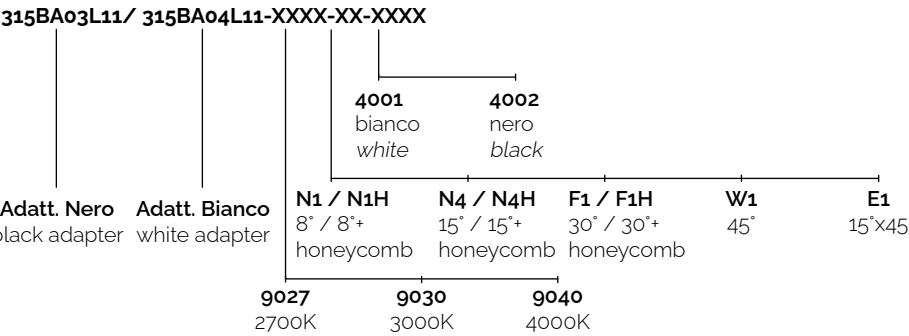 315BA03L11/ 315BA04L11-XXXX-XX-XXXX
4001 4002
bianco nero
white black
Adatt. Nero Adatt. Bianco
black adapter white adapter
N1 / N1H N4 / N4H F1 / F1H W1 E1
8° / 8°+ 15° / 15°+ 30° / 30°+ 45° 15°x45
honeycomb honeycomb honeycomb
9027 9030 9040
2700K 3000K 4000K